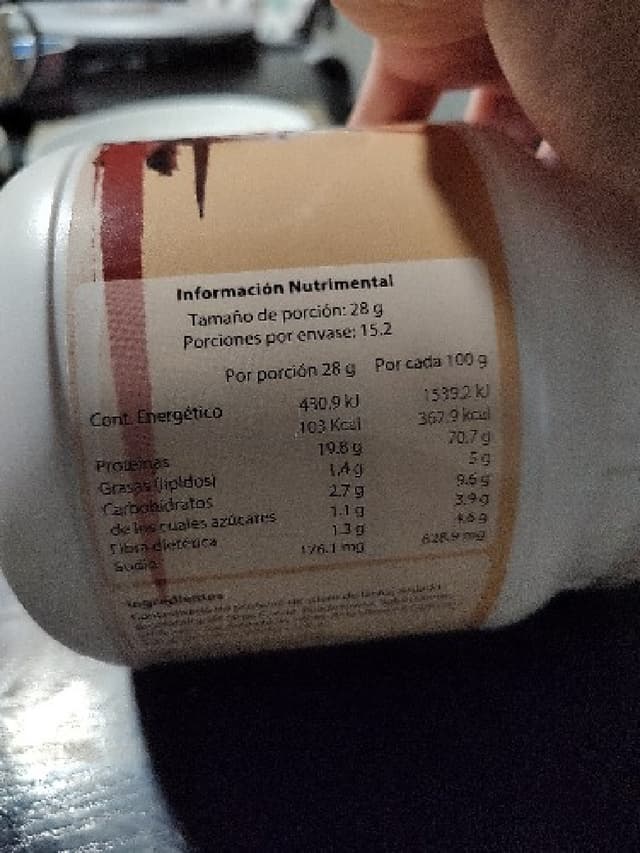 Información Nutrimental
Tamaño de porción: 28 g
Porciones por envase: 15.2
Por porción 28 g Por cada 100 g
Cont. Energético 430.9 kJ 1539.2 kJ
103 Kcal 367.9 kcal
Proteínas 19.8 g 70.7 g
Grasas (lípidos) 1.4 g 5 g
Carbohidratos 2.7 g 9.6 g
de los cuales azúcares 1.1 g 3.9 g
Fibra dietética 1.3 g 4.6 g
Sodio 176.1 mg 628.9 mg
Ingredientes